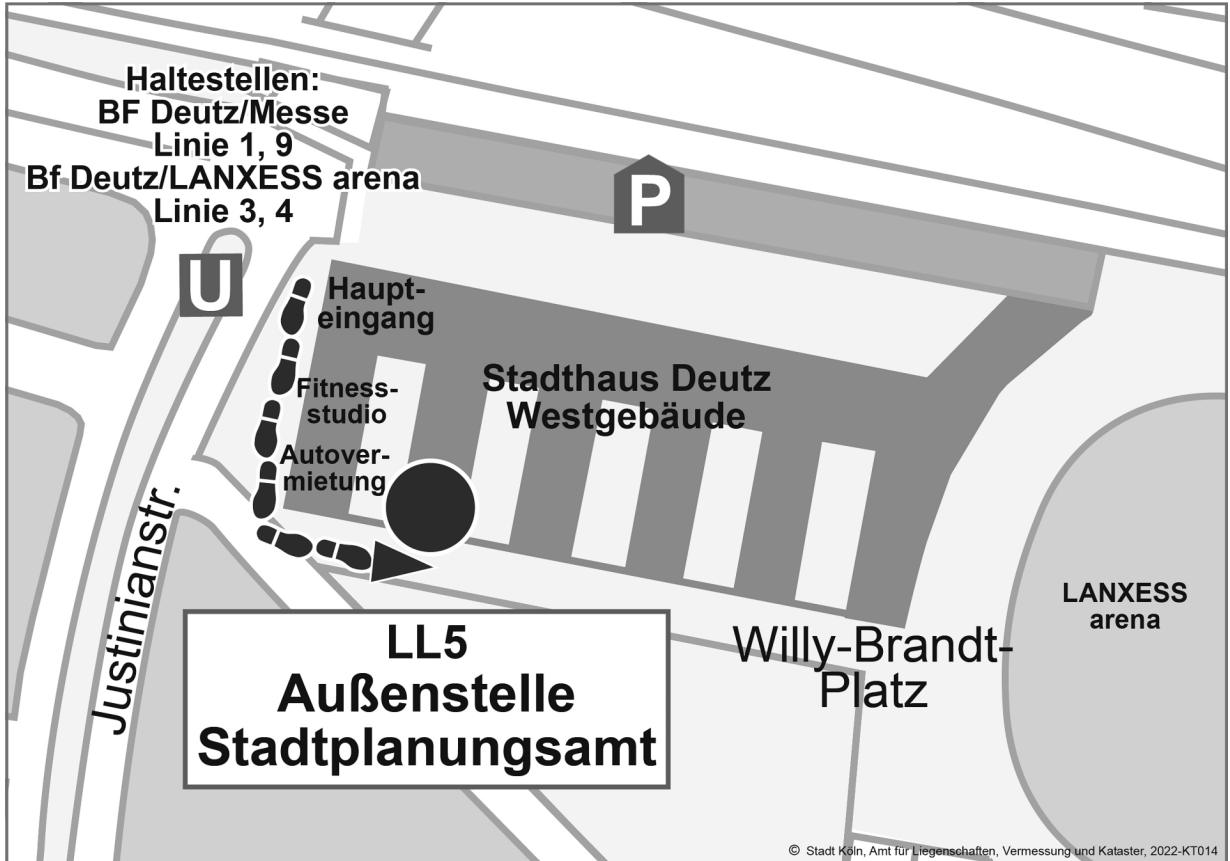 Haltestellen:
BF Deutz/Messe
Linie 1, 9
Bf Deutz/LANXESS arena
Linie 3, 4
P
U
Haupt-
eingang
Fitness-
studio
Autover-
mietung
Stadthaus Deutz
Westgebäude
Justinianstr.
LANXESS
arena
Willy-Brandt-
Platz
LL5
Außenstelle
Stadtplanungsamt
© Stadt Köln, Amt für Liegenschaften, Vermessung und Kataster, 2022-KT014